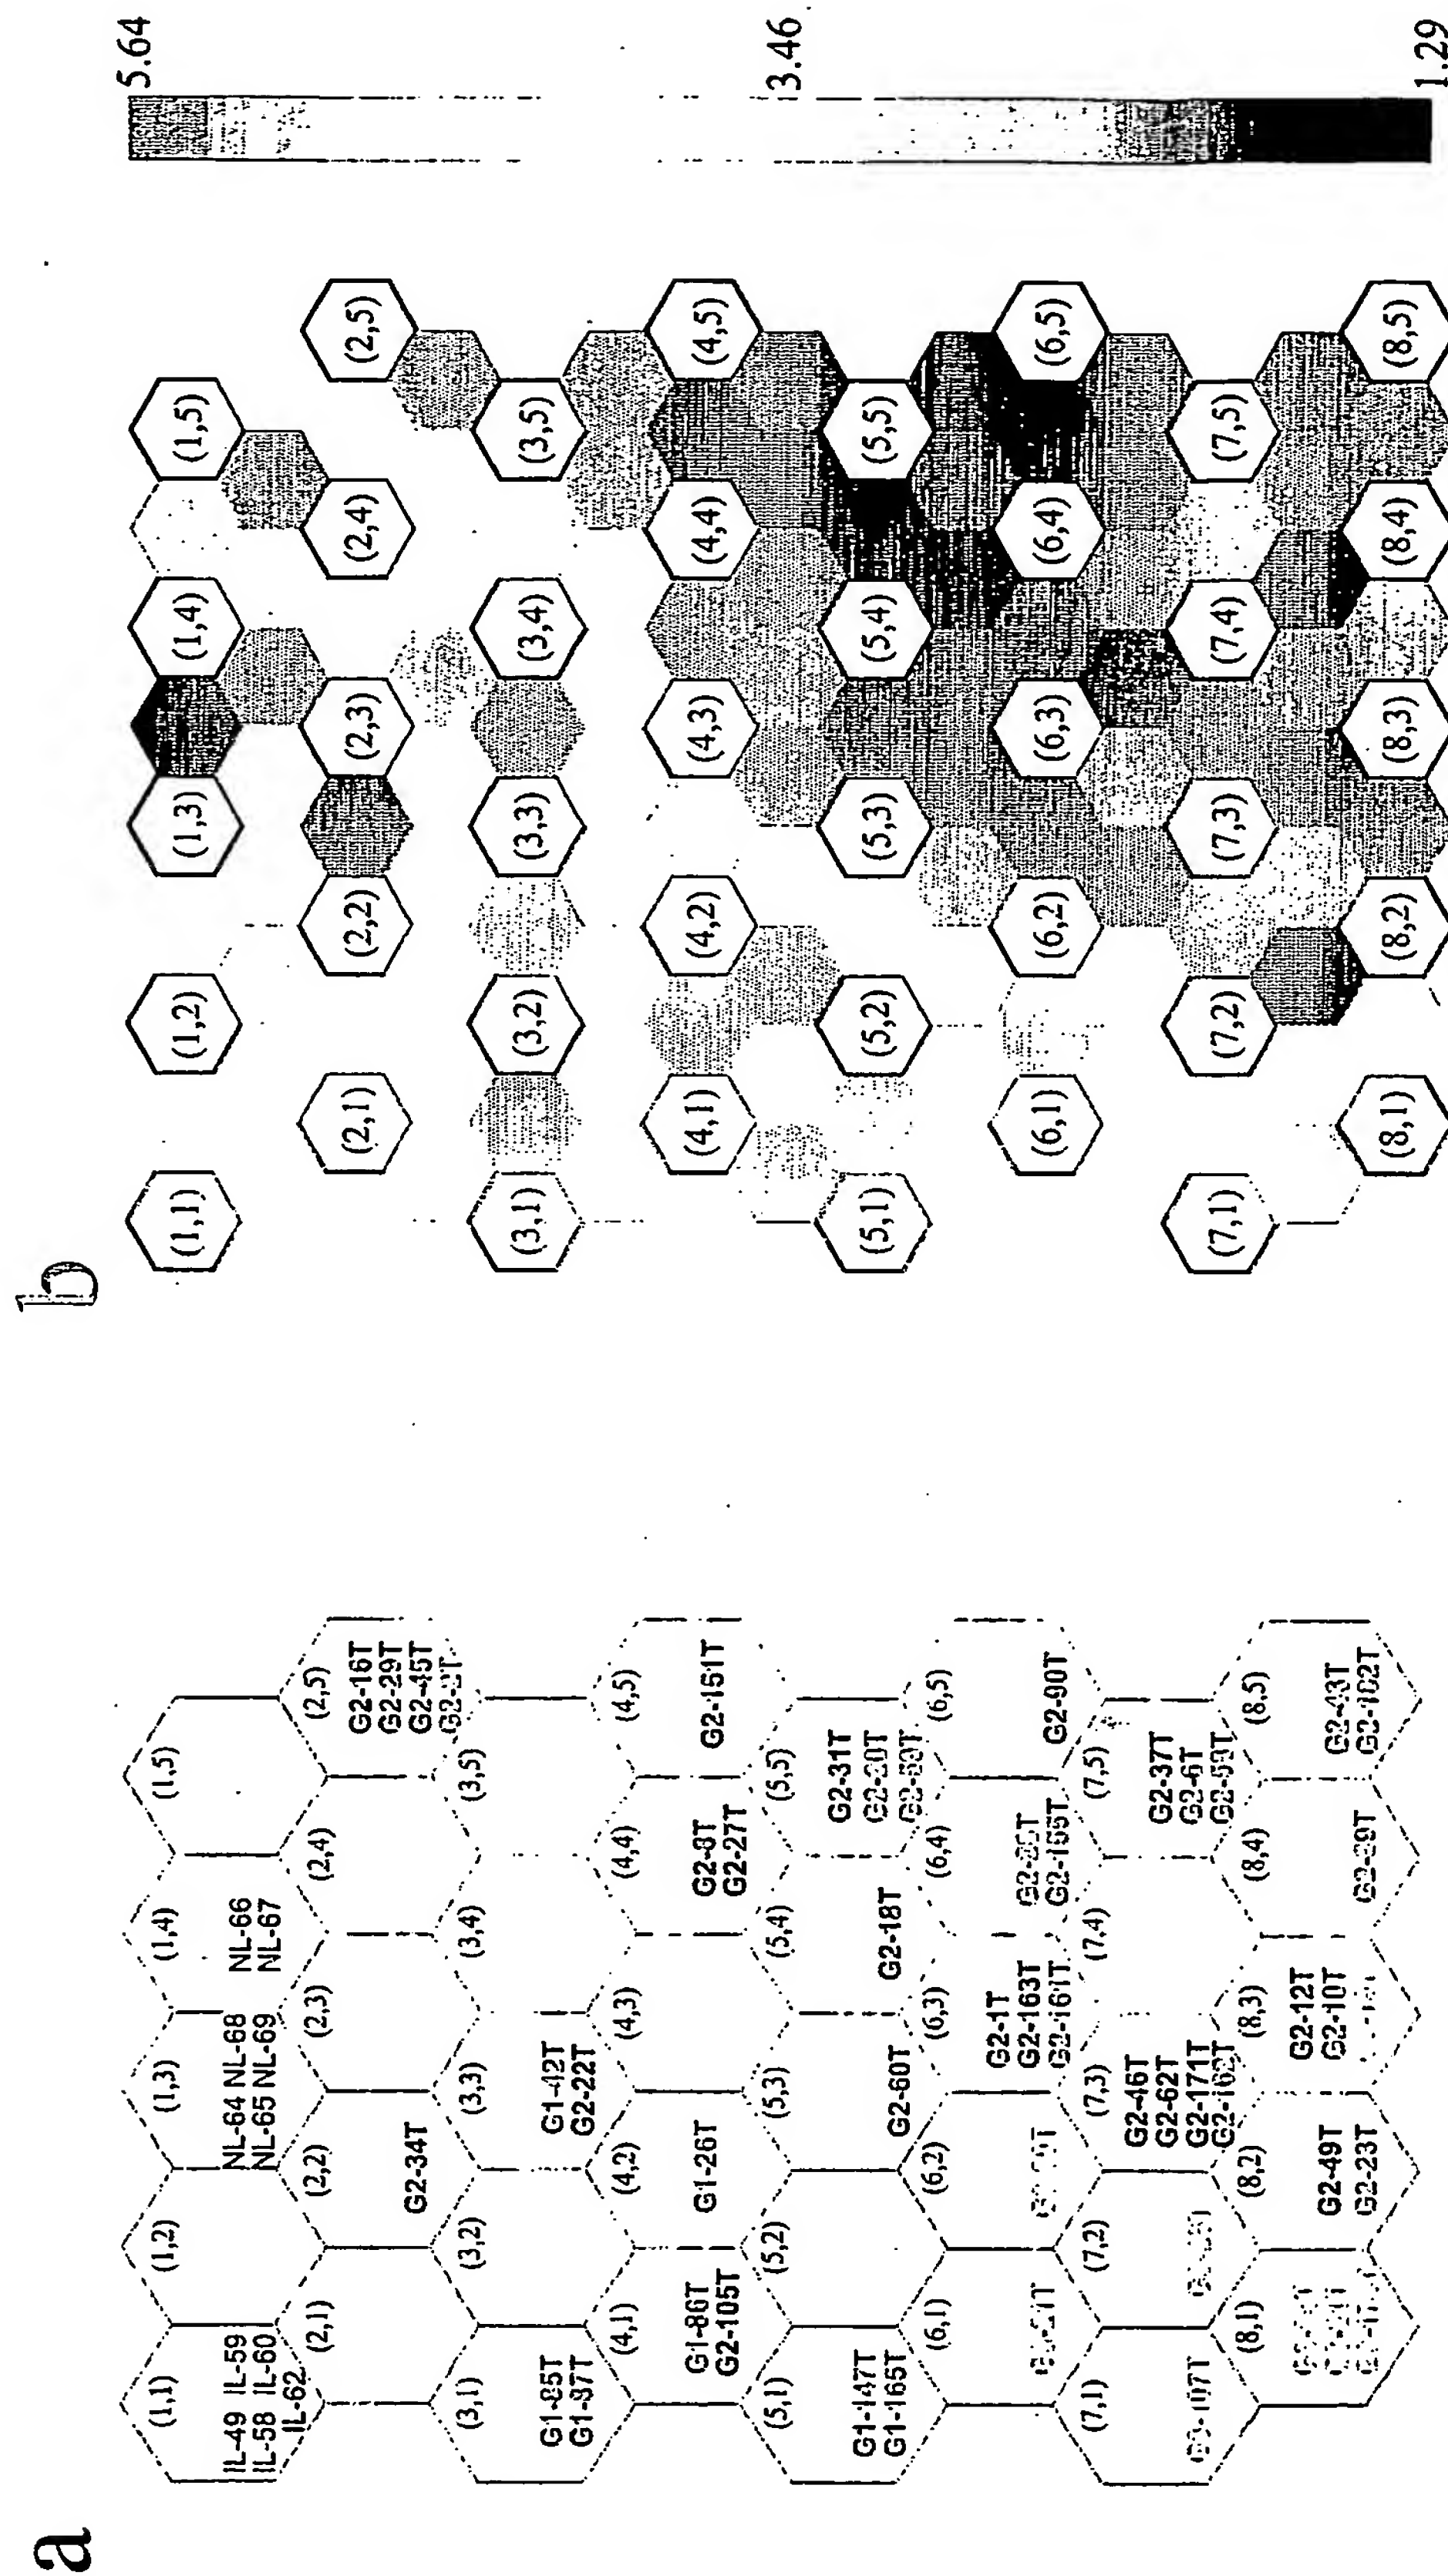 a
(1,1)
IL-49 IL-59
IL-58 IL-60
IL-62
(1,2)
(1,3)
NL-64 NL-68
NL-65 NL-69
(1,4)
NL-66
NL-67
(1,5)
(2,1)
(2,2)
G2-34T
(2,3)
(2,4)
(2,5)
G2-16T
G2-29T
G2-45T
(3,1)
G1-85T
G1-87T
(3,2)
(3,3)
G1-42T
G2-22T
(3,4)
(3,5)
(4,1)
G1-86T
G2-105T
(4,2)
G1-26T
(4,3)
(4,4)
G2-8T
G2-27T
(4,5)
G2-151T
(5,1)
G1-147T
G1-165T
(5,2)
(5,3)
G2-60T
(5,4)
G2-18T
(5,5)
G2-31T
(6,1)
(6,2)
(6,3)
G2-1T
G2-163T
G2-161T
(6,4)
(6,5)
G2-90T
(7,1)
(7,2)
(7,3)
G2-46T
G2-62T
G2-171T
G2-162T
(7,4)
(7,5)
G2-37T
G2-6T
(8,1)
(8,2)
G2-49T
G2-23T
(8,3)
G2-12T
G2-10T
(8,4)
(8,5)
G2-43T
G2-102T
b
(1,1) (1,2) (1,3) (1,4) (1,5)
(2,1) (2,2) (2,3) (2,4) (2,5)
(3,1) (3,2) (3,3) (3,4) (3,5)
(4,1) (4,2) (4,3) (4,4) (4,5)
(5,1) (5,2) (5,3) (5,4) (5,5)
(6,1) (6,2) (6,3) (6,4) (6,5)
(7,1) (7,2) (7,3) (7,4) (7,5)
(8,1) (8,2) (8,3) (8,4) (8,5)
5.64
3.46
1.29